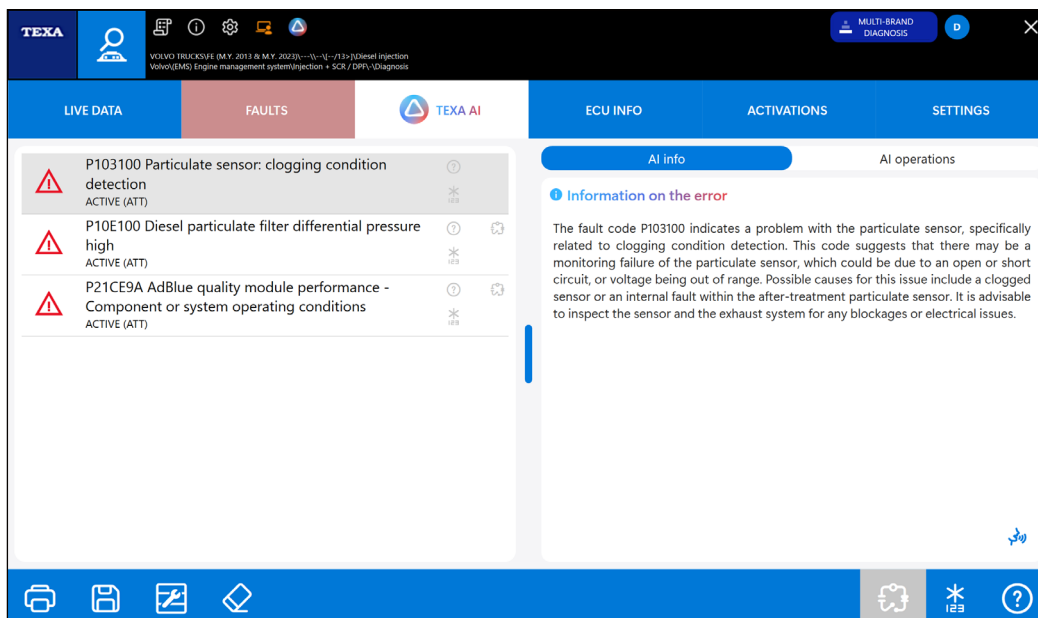 TEXA
MULTI-BRAND
DIAGNOSIS
D
VOLVO TRUCKS\FE (M.Y. 2013 & M.Y. 2023)\---\\--\[--/13>]\Diesel injection
Volvo\(EMS) Engine management system\Injection + SCR / DPF\-\Diagnosis
LIVE DATA
FAULTS
TEXA AI
ECU INFO
ACTIVATIONS
SETTINGS
P103100 Particulate sensor: clogging condition
detection
ACTIVE (ATT)
123
P10E100 Diesel particulate filter differential pressure
high
ACTIVE (ATT)
123
P21CE9A AdBlue quality module performance -
Component or system operating conditions
ACTIVE (ATT)
123
AI info
AI operations
Information on the error
The fault code P103100 indicates a problem with the particulate sensor, specifically
related to clogging condition detection. This code suggests that there may be a
monitoring failure of the particulate sensor, which could be due to an open or short
circuit, or voltage being out of range. Possible causes for this issue include a clogged
sensor or an internal fault within the after-treatment particulate sensor. It is advisable
to inspect the sensor and the exhaust system for any blockages or electrical issues.
123